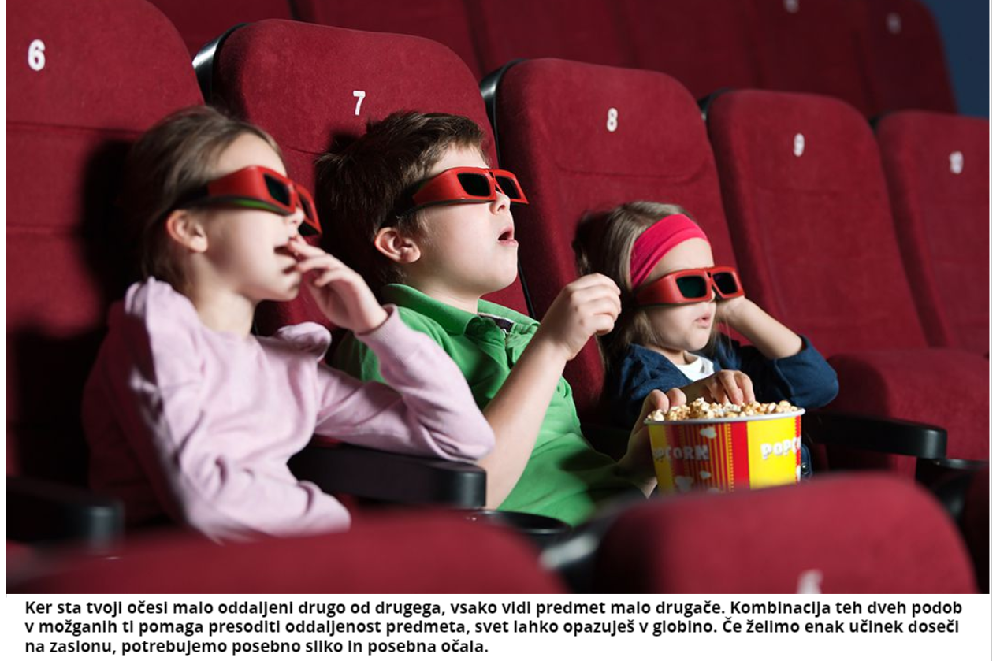 6
7
8
9
10
POPCORN
POPC
Ker sta tvoji očesi malo oddaljeni drugo od drugega, vsako vidi predmet malo drugače. Kombinacija teh dveh podob
v možganih ti pomaga presoditi oddaljenost predmeta, svet lahko opazuješ v globino. Če želimo enak učinek doseči
na zaslonu, potrebujemo posebno sliko in posebna očala.